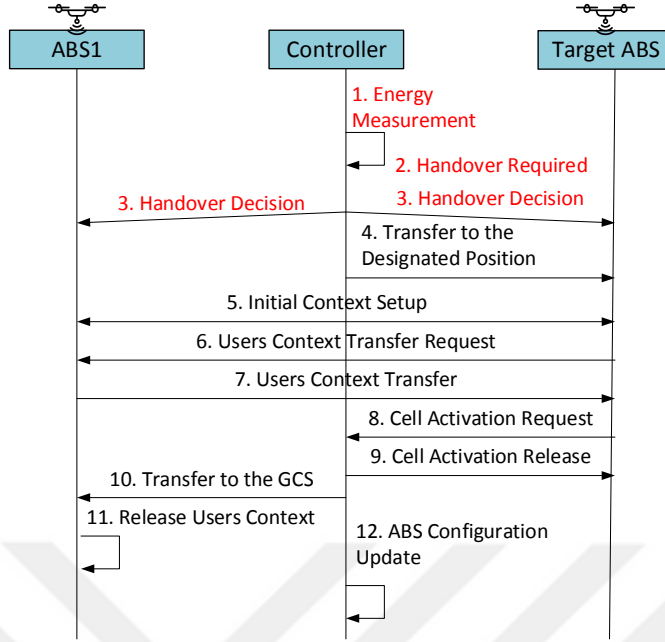 ABS1
Controller
Target ABS
1. Energy
Measurement
2. Handover Required
3. Handover Decision
3. Handover Decision
4. Transfer to the
Designated Position
5. Initial Context Setup
6. Users Context Transfer Request
7. Users Context Transfer
8. Cell Activation Request
9. Cell Activation Release
10. Transfer to the GCS
11. Release Users Context
12. ABS Configuration
Update